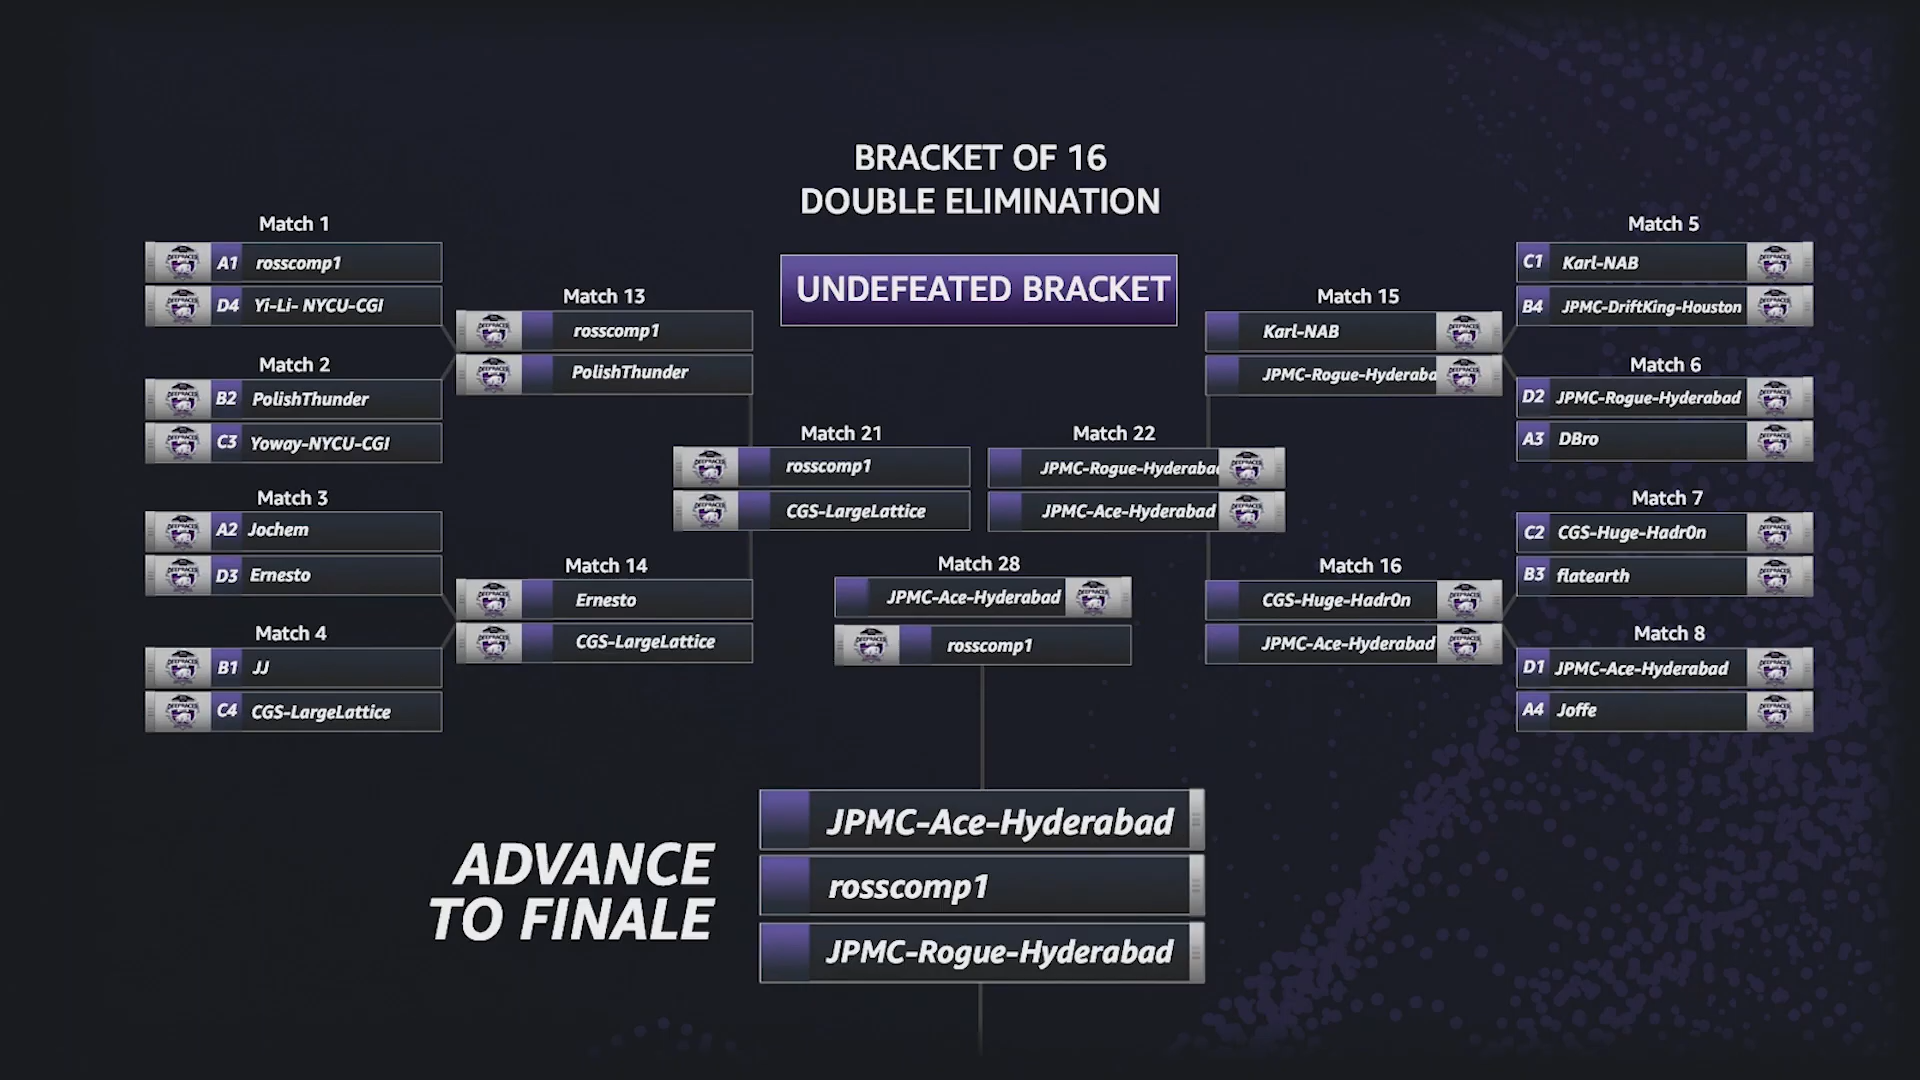 BRACKET OF 16
DOUBLE ELIMINATION
UNDEFEATED BRACKET
Match 1
A1 rosscomp1
D4 Yi-Li- NYCU-CGI
Match 2
B2 PolishThunder
C3 Yoway-NYCU-CGI
Match 3
A2 Jochem
D3 Ernesto
Match 4
B1 JJ
C4 CGS-LargeLattice
Match 13
rosscomp1
PolishThunder
Match 14
Ernesto
CGS-LargeLattice
Match 21
rosscomp1
CGS-LargeLattice
Match 22
JPMC-Rogue-Hyderabad
JPMC-Ace-Hyderabad
Match 28
JPMC-Ace-Hyderabad
rosscomp1
Match 15
Karl-NAB
JPMC-Rogue-Hyderaba
Match 16
CGS-Huge-Hadr0n
JPMC-Ace-Hyderabad
Match 5
C1 Karl-NAB
B4 JPMC-DriftKing-Houston
Match 6
D2 JPMC-Rogue-Hyderabad
A3 DBro
Match 7
C2 CGS-Huge-Hadr0n
B3 flatearth
Match 8
D1 JPMC-Ace-Hyderabad
A4 Joffe
ADVANCE
TO FINALE
JPMC-Ace-Hyderabad
rosscomp1
JPMC-Rogue-Hyderabad